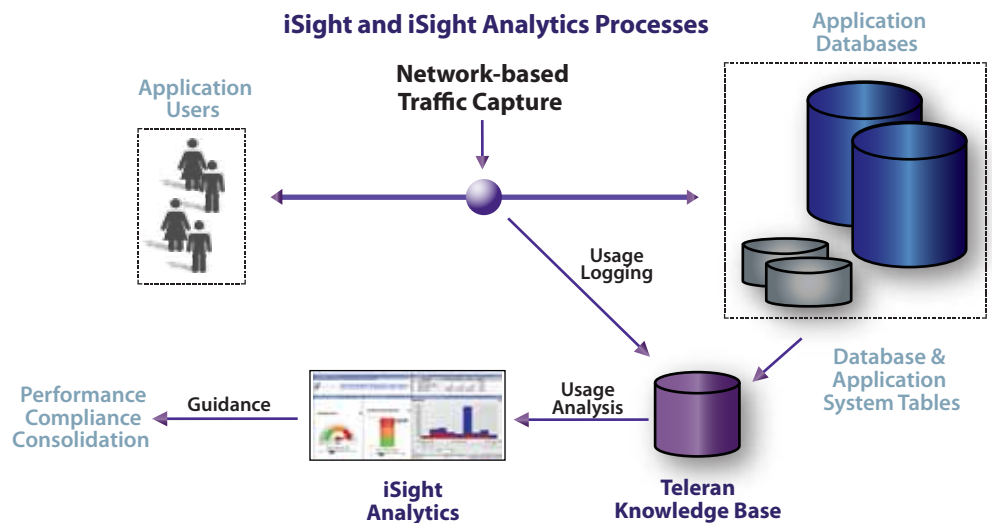 iSight and iSight Analytics Processes
Application
Databases
Network-based
Traffic Capture
Application
Users
Usage
Logging
Database &
Application
System Tables
Performance
Compliance
Consolidation
Guidance
Usage
Analysis
iSight
Analytics
Teleran
Knowledge Base